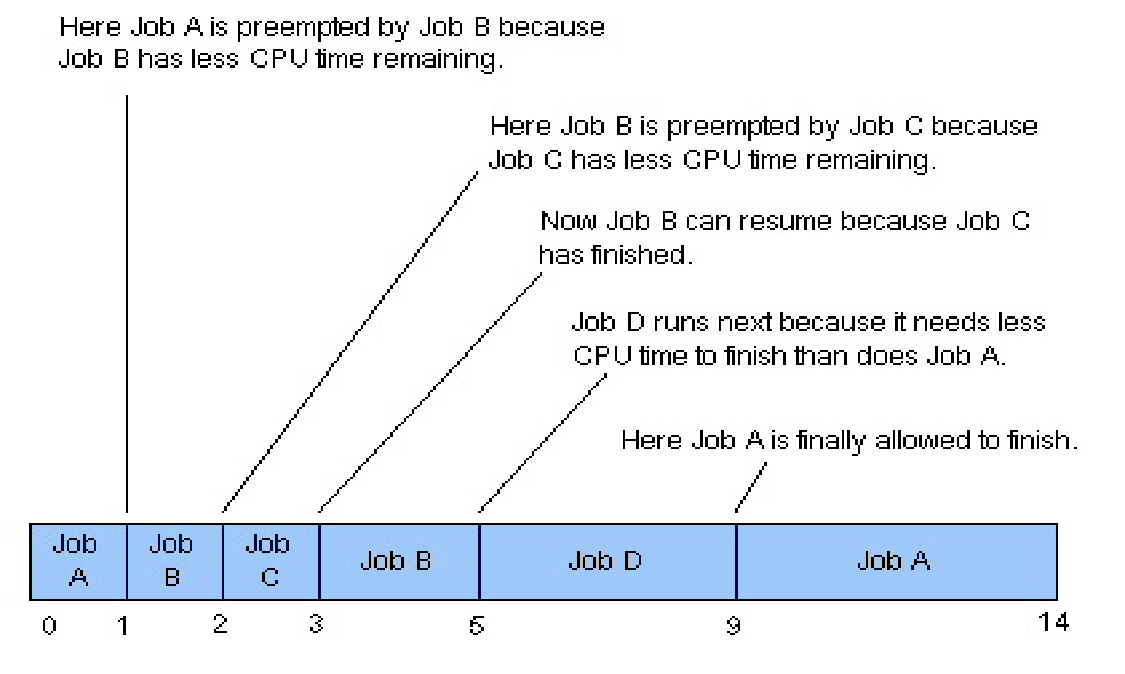 Here Job A is preempted by Job B because
Job B has less CPU time remaining.
Here Job B is preempted by Job C because
Job C has less CPU time remaining.
Now Job B can resume because Job C
has finished.
Job D runs next because it needs less
CPU time to finish than does Job A.
Here Job A is finally allowed to finish.
Job
A
Job
B
Job
C
Job B
Job D
Job A
0 1 2 3 5 9 14